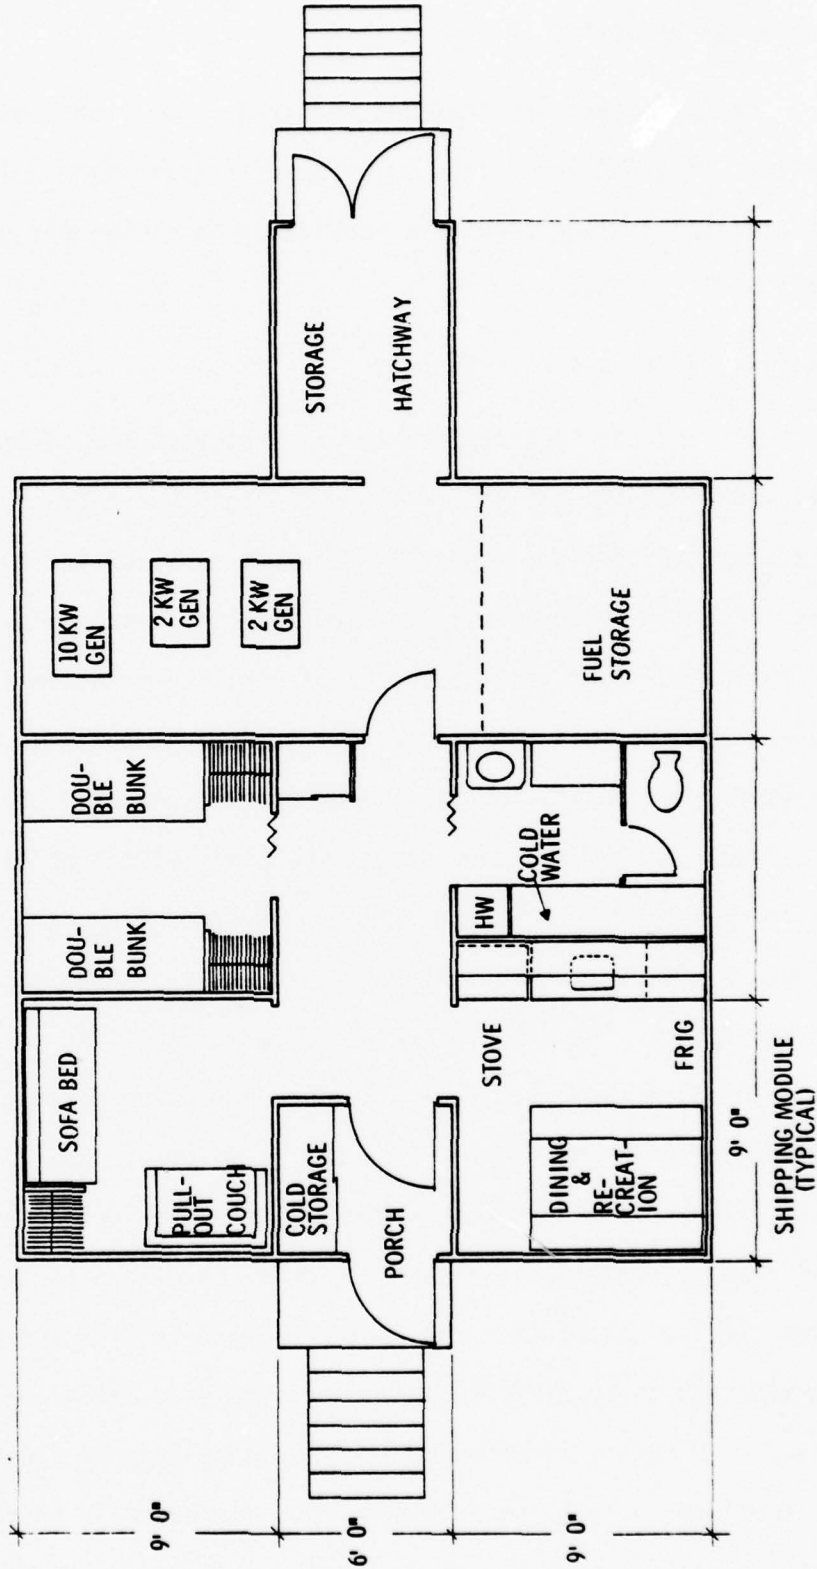 STORAGE
HATCHWAY
10 KW
GEN
2 KW
GEN
2 KW
GEN
FUEL
STORAGE
DOU-
BLE
BUNK
DOU-
BLE
BUNK
COLD
WATER
HW
SOFA BED
PULL-
OUT
COUCH
COLD
STORAGE
PORCH
STOVE
FRIG
DINING
&
RE-
CREAT-
ION
9' 0"
6' 0"
9' 0"
9' 0"
SHIPPING MODULE
(TYPICAL)